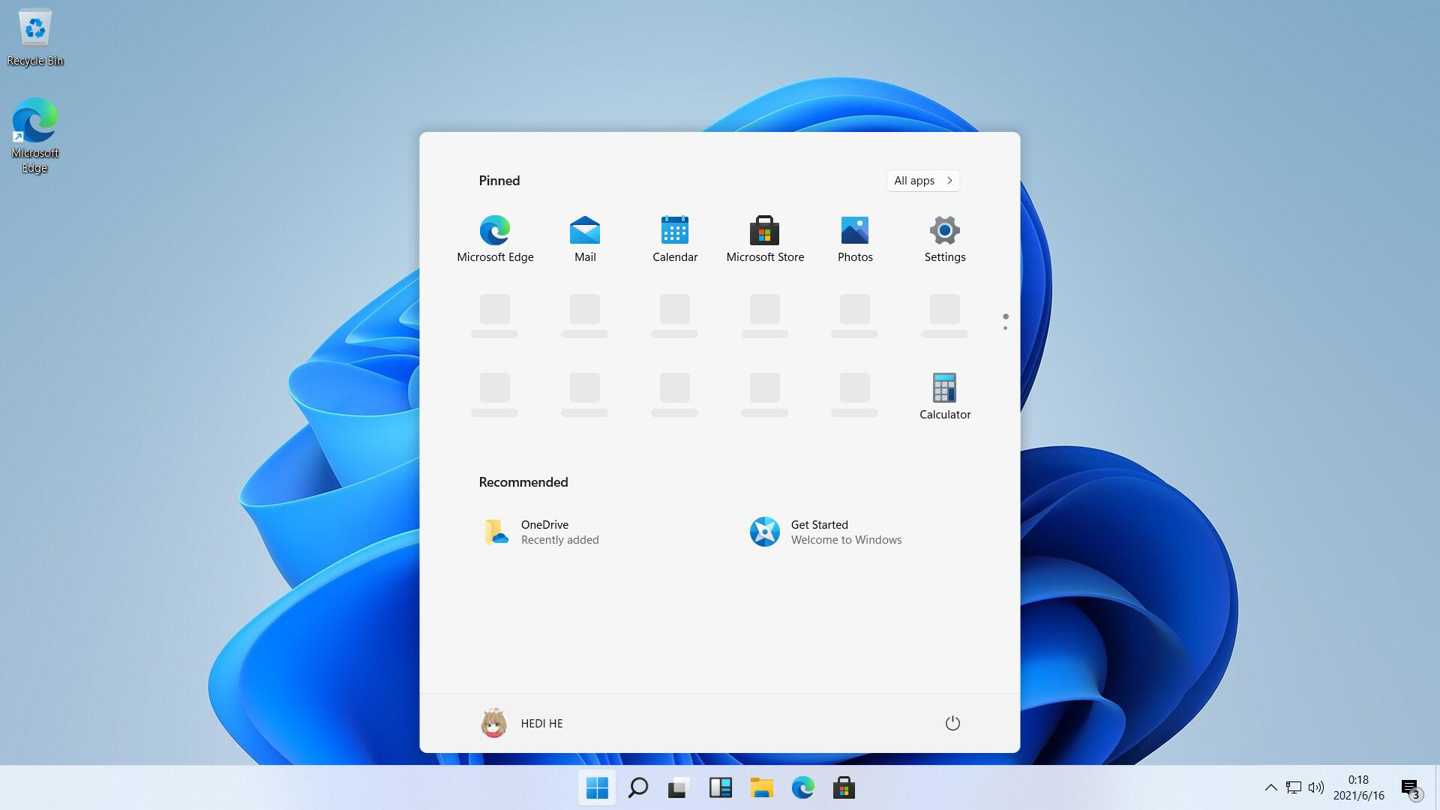 Recycle Bin
Microsoft
Edge
Pinned
All apps
Microsoft Edge
Mail
Calendar
Microsoft Store
Photos
Settings
Calculator
Recommended
OneDrive
Recently added
Get Started
Welcome to Windows
HEDI HE
0:18
2021/6/16
3